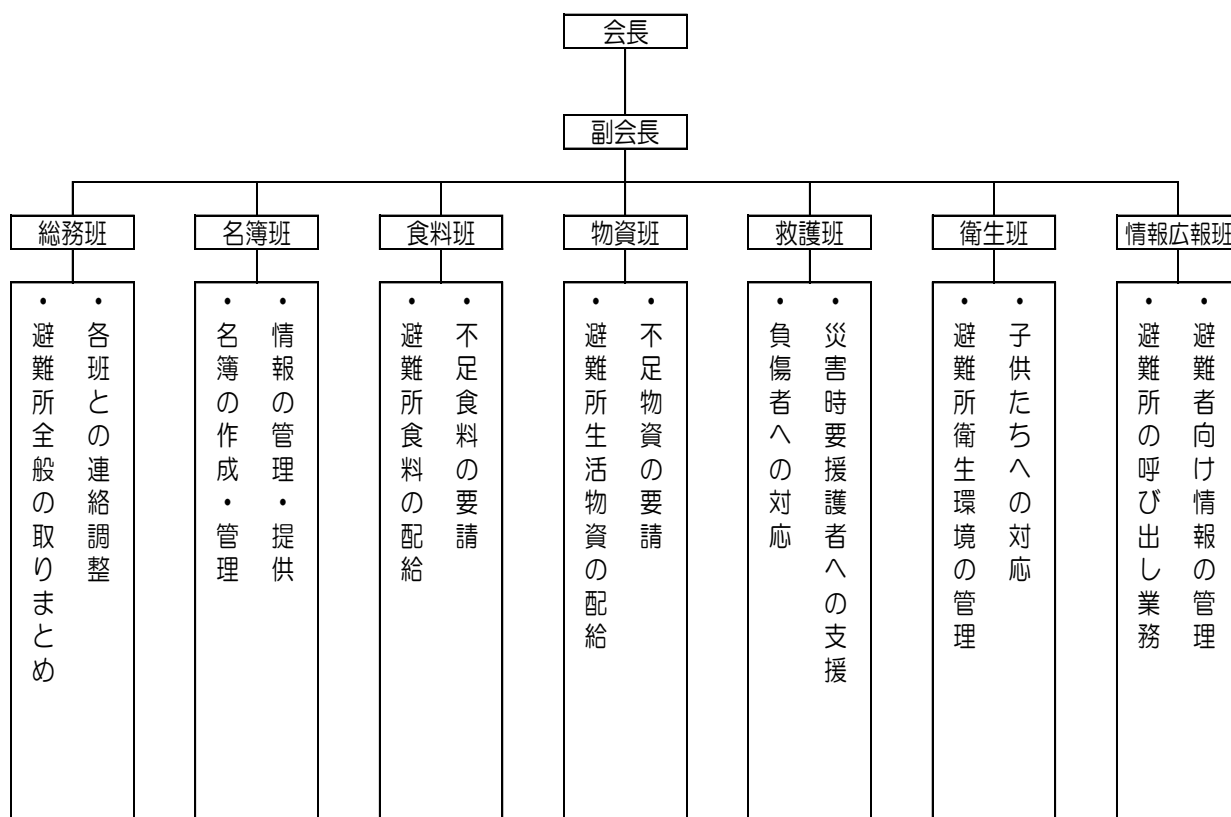 会長
副会長
総務班
名簿班
食料班
物資班
救護班
衛生班
情報広報班
・各班との連絡調整
・避難所全般の取りまとめ
・情報の管理・提供
・名簿の作成・管理
・不足食料の要請
・避難所食料の配給
・不足物資の要請
・避難所生活物資の配給
・災害時要援護者への支援
・負傷者への対応
・子供たちへの対応
・避難所衛生環境の管理
・避難者向け情報の管理
・避難所の呼び出し業務